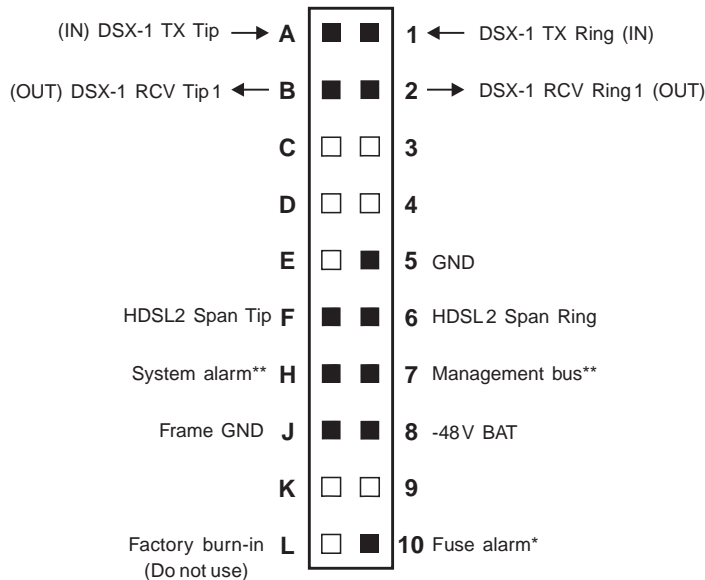 (IN) DSX-1 TX Tip A 1 DSX-1 TX Ring (IN)
(OUT) DSX-1 RCV Tip 1 B 2 DSX-1 RCV Ring 1 (OUT)
C 3
D 4
E 5 GND
HDSL2 Span Tip F 6 HDSL2 Span Ring
System alarm** H 7 Management bus**
Frame GND J 8 -48V BAT
K 9
Factory burn-in L 10 Fuse alarm*
(Do not use)